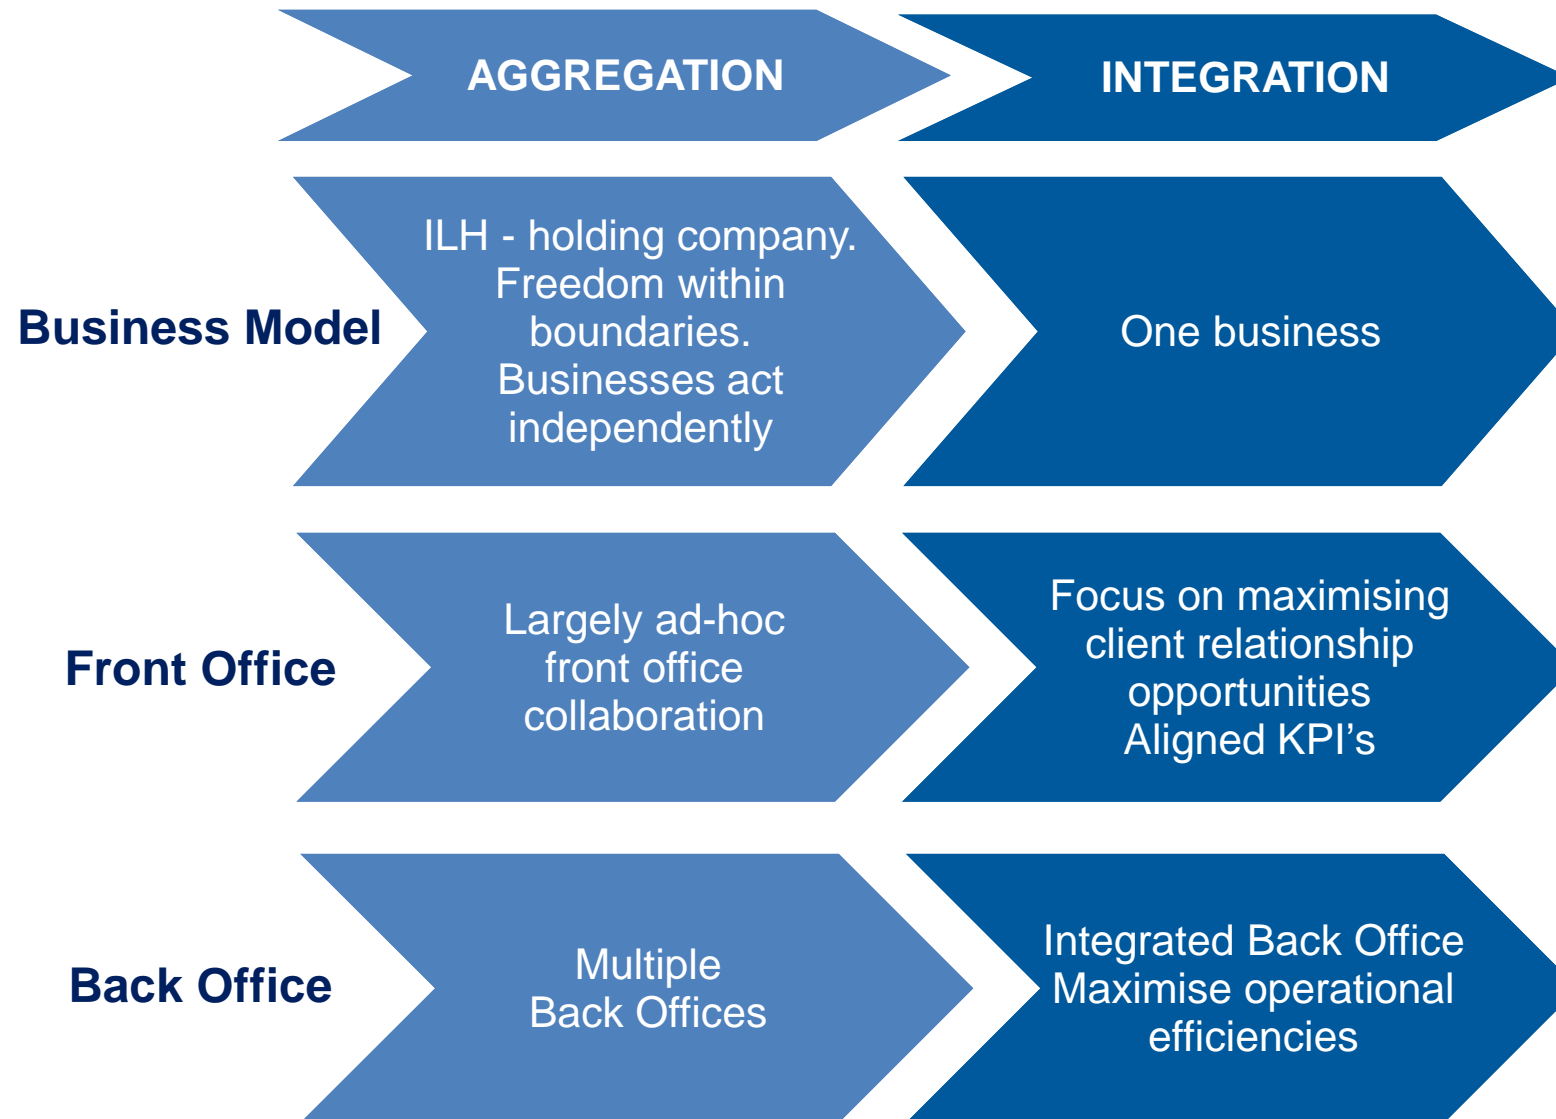 AGGREGATION
INTEGRATION
Business Model
ILH - holding company.
Freedom within
boundaries.
Businesses act
independently
One business
Front Office
Largely ad-hoc
front office
collaboration
Focus on maximising
client relationship
opportunities
Aligned KPI’s
Back Office
Multiple
Back Offices
Integrated Back Office
Maximise operational
efficiencies